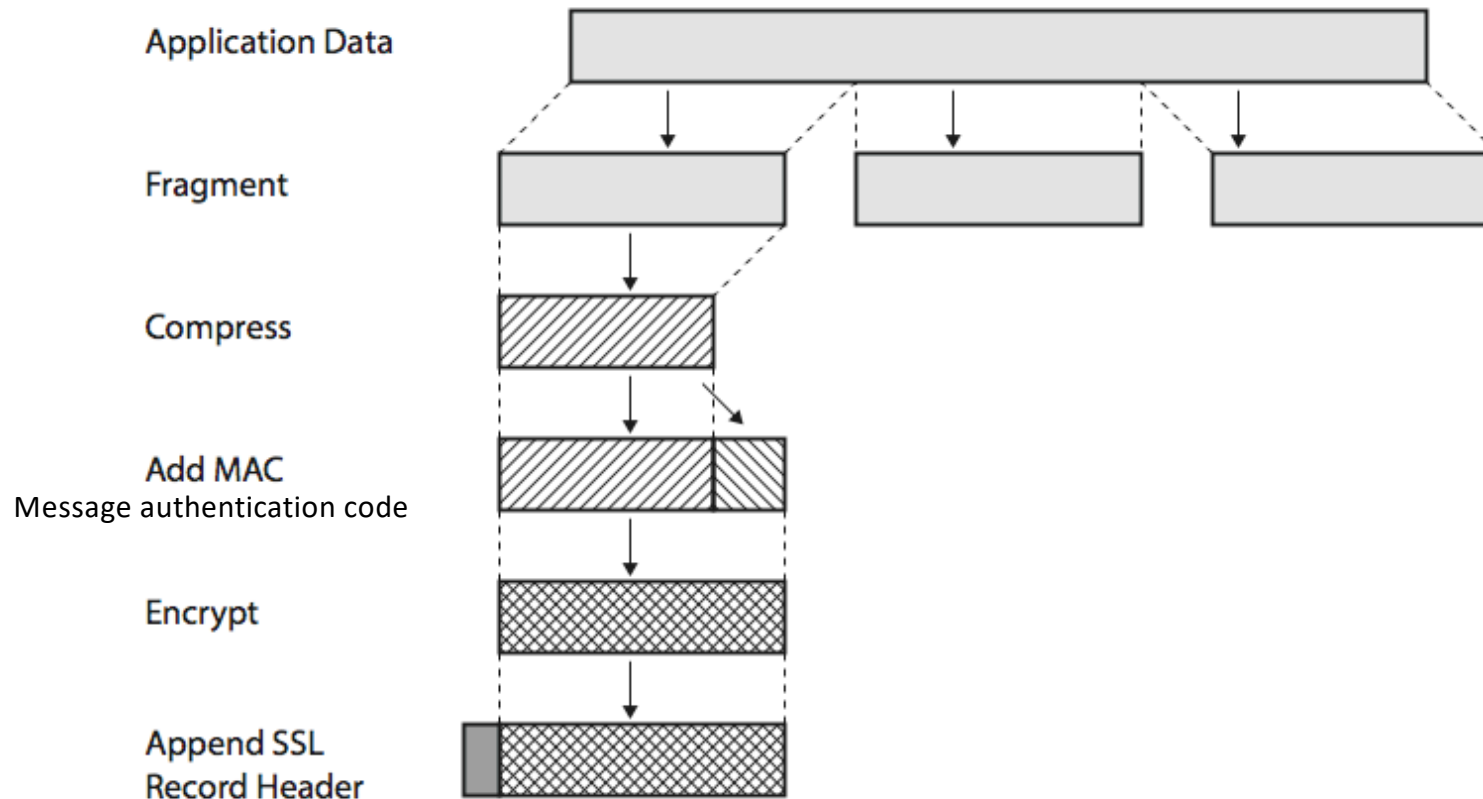 Application Data
Fragment
Compress
Add MAC
Message authentication code
Encrypt
Append SSL
Record Header